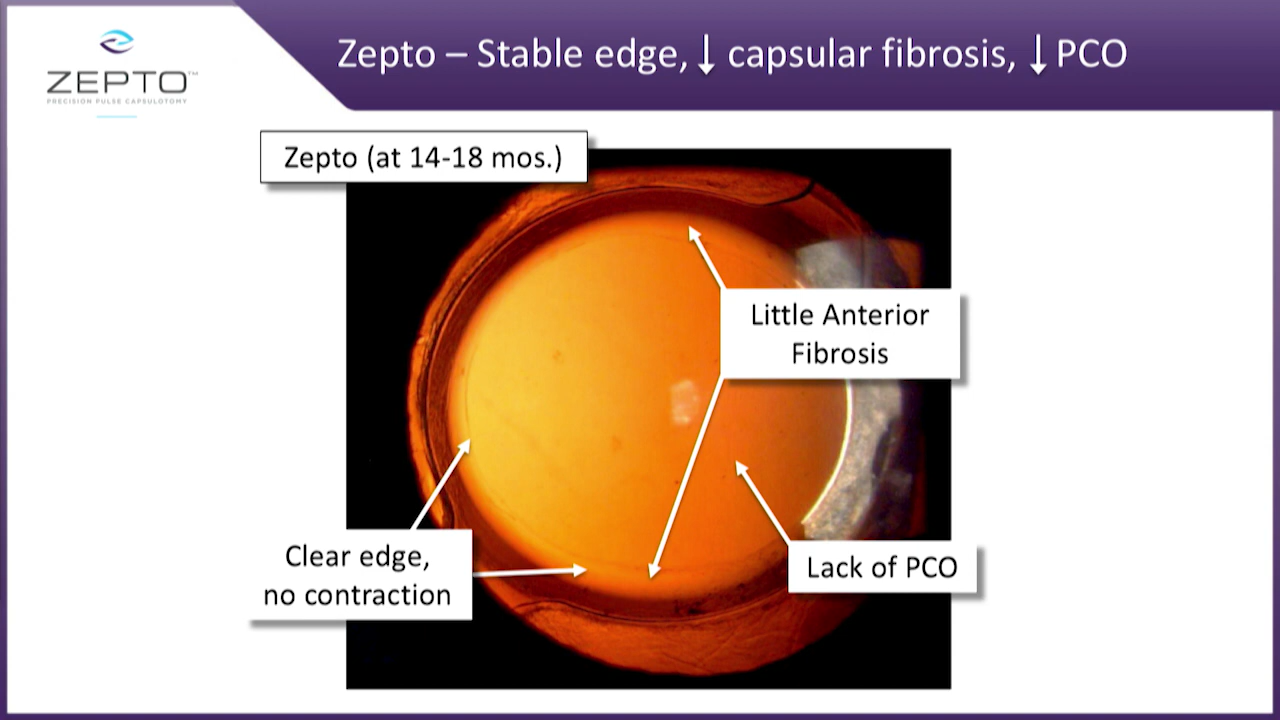 ZEPTO™
PRECISION PULSE CAPSULOTOMY
Zepto – Stable edge, ↓ capsular fibrosis, ↓ PCO
Zepto (at 14-18 mos.)
Little Anterior
Fibrosis
Clear edge,
no contraction
Lack of PCO